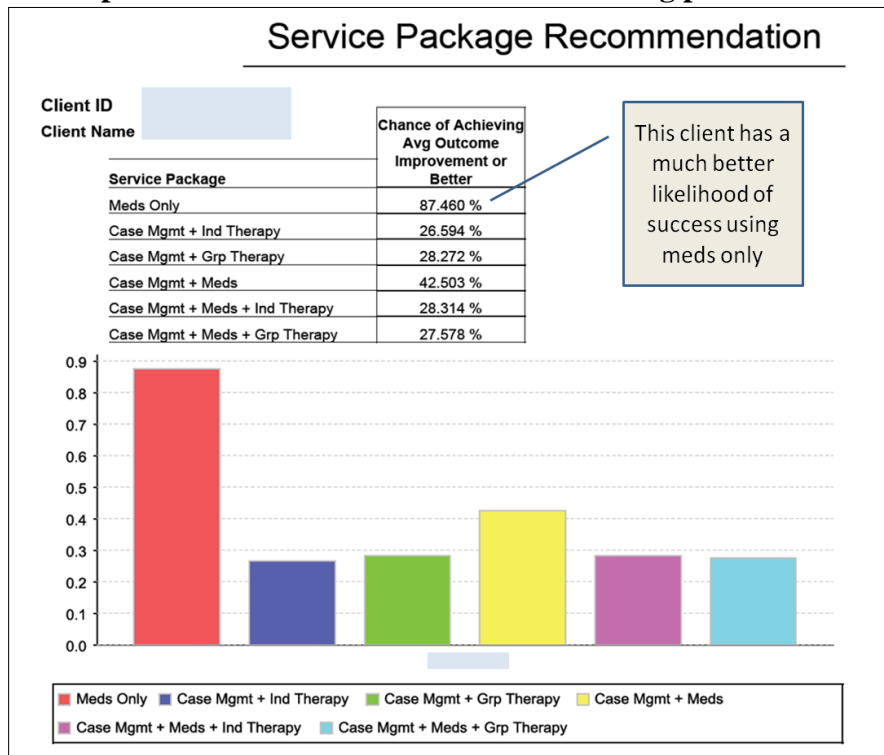 Service Package Recommendation
Client ID
Client Name
Chance of Achieving
Avg Outcome
Improvement or
Better
Service Package
Meds Only 87.460 %
Case Mgmt + Ind Therapy 26.594 %
Case Mgmt + Grp Therapy 28.272 %
Case Mgmt + Meds 42.503 %
Case Mgmt + Meds + Ind Therapy 28.314 %
Case Mgmt + Meds + Grp Therapy 27.578 %
This client has a
much better
likelihood of
success using
meds only
0.9
0.8
0.7
0.6
0.5
0.4
0.3
0.2
0.1
0.0
Meds Only Case Mgmt + Ind Therapy Case Mgmt + Grp Therapy Case Mgmt + Meds
Case Mgmt + Meds + Ind Therapy Case Mgmt + Meds + Grp Therapy